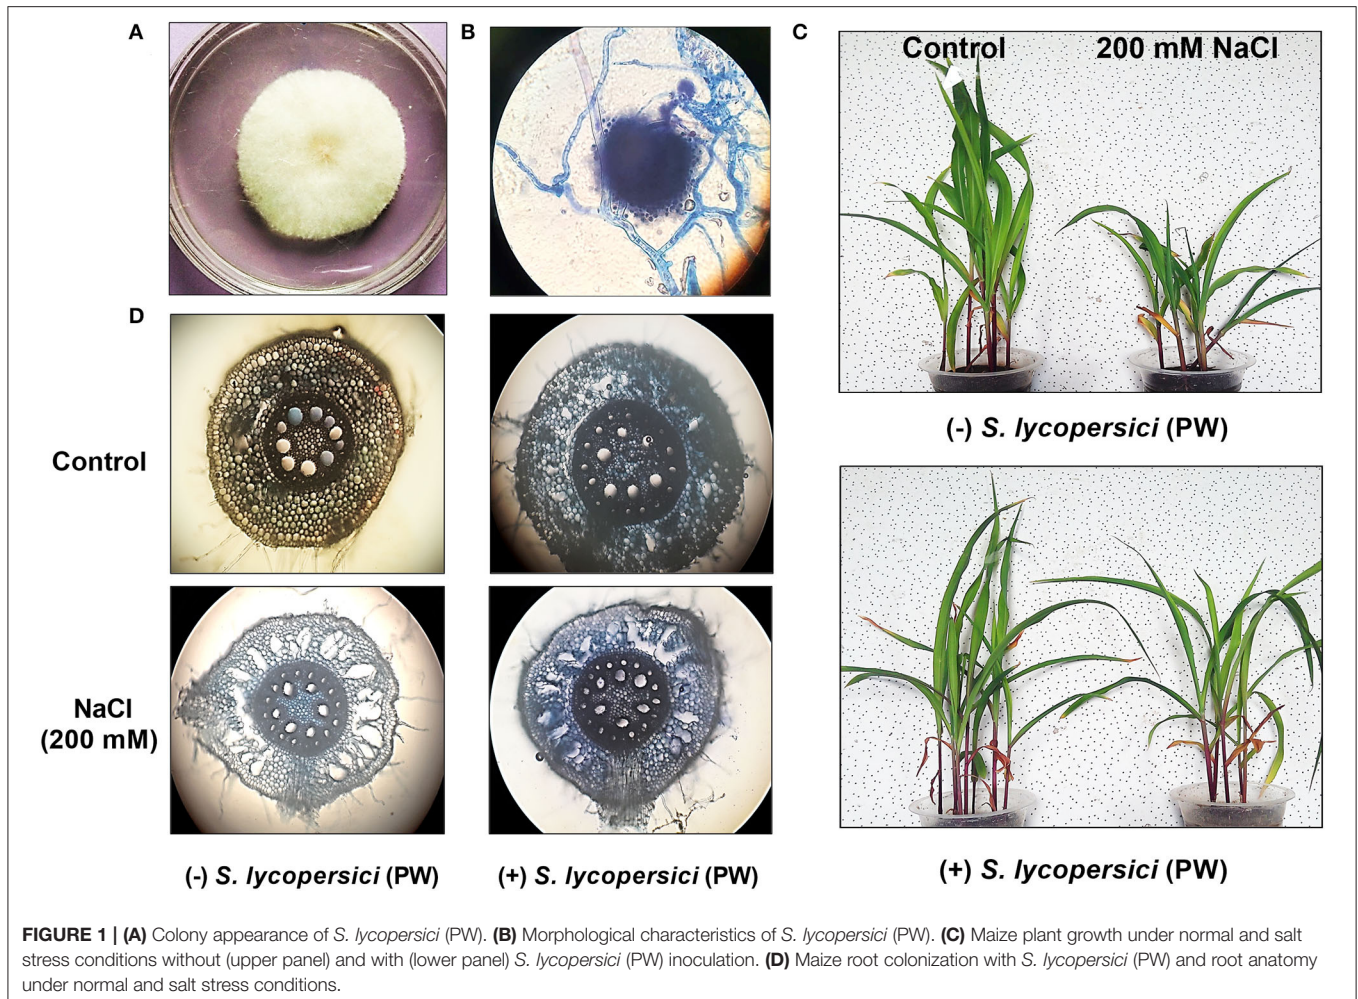 A
B
C
Control
200 mM NaCl
(-) S. lycopersici (PW)
D
Control
NaCl
(200 mM)
(-) S. lycopersici (PW)
(+) S. lycopersici (PW)
(+) S. lycopersici (PW)
FIGURE 1 | (A) Colony appearance of S. lycopersici (PW). (B) Morphological characteristics of S. lycopersici (PW). (C) Maize plant growth under normal and salt
stress conditions without (upper panel) and with (lower panel) S. lycopersici (PW) inoculation. (D) Maize root colonization with S. lycopersici (PW) and root anatomy
under normal and salt stress conditions.